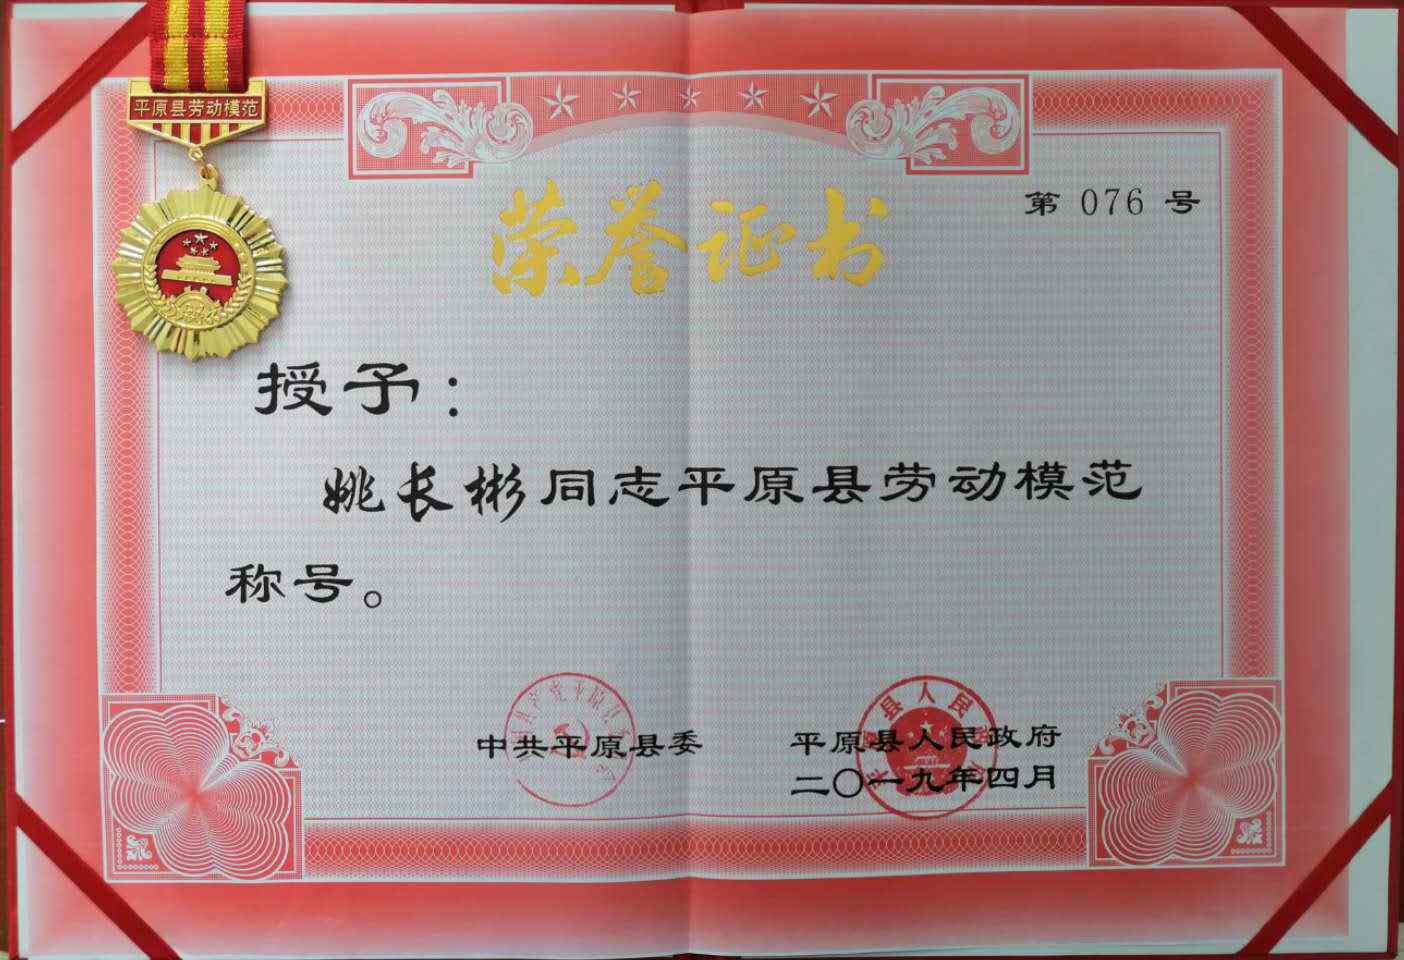 平原县劳动模范
荣誉证书
第 076 号
授予：
姚长彬同志平原县劳动模范
称号。
中共平原县委
平原县人民政府
二〇一九年四月